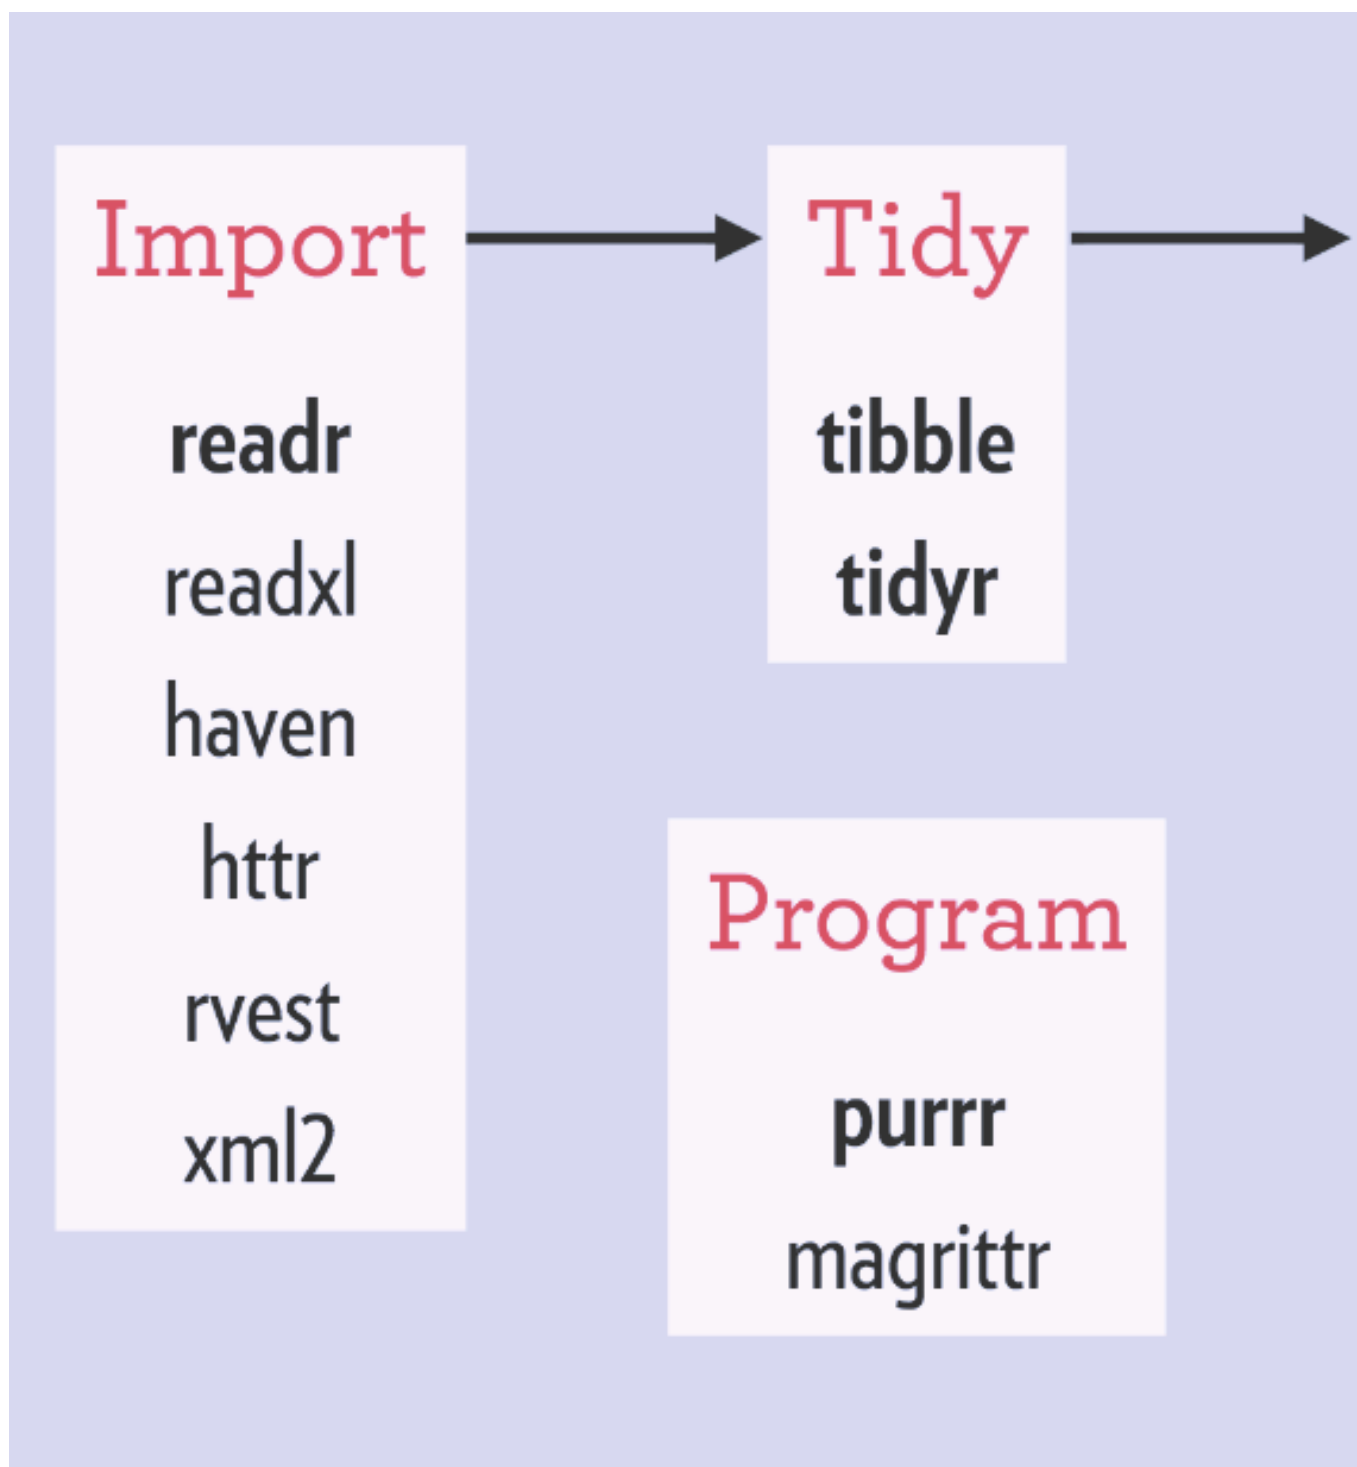 Import
readr
readxl
haven
httr
rvest
xml2
Tidy
tibble
tidyr
Program
purrr
magrittr